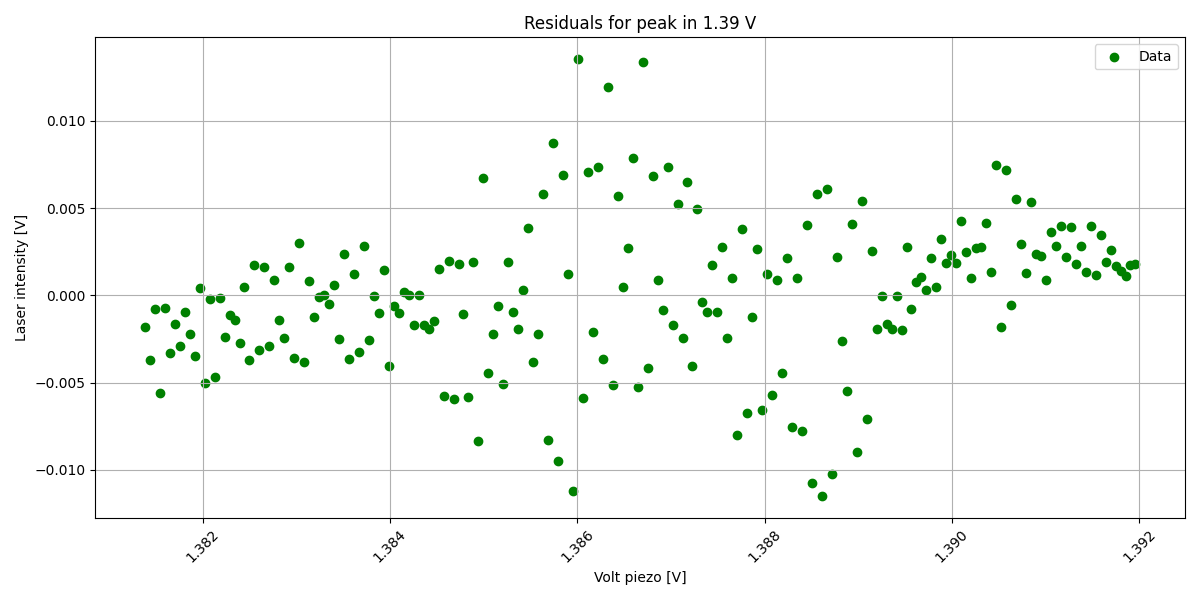 Residuals for peak in 1.39 V
Data
0.010
0.005
0.000
−0.005
−0.010
Laser intensity [V]
1.382
1.384
1.386
1.388
1.390
1.392
Volt piezo [V]